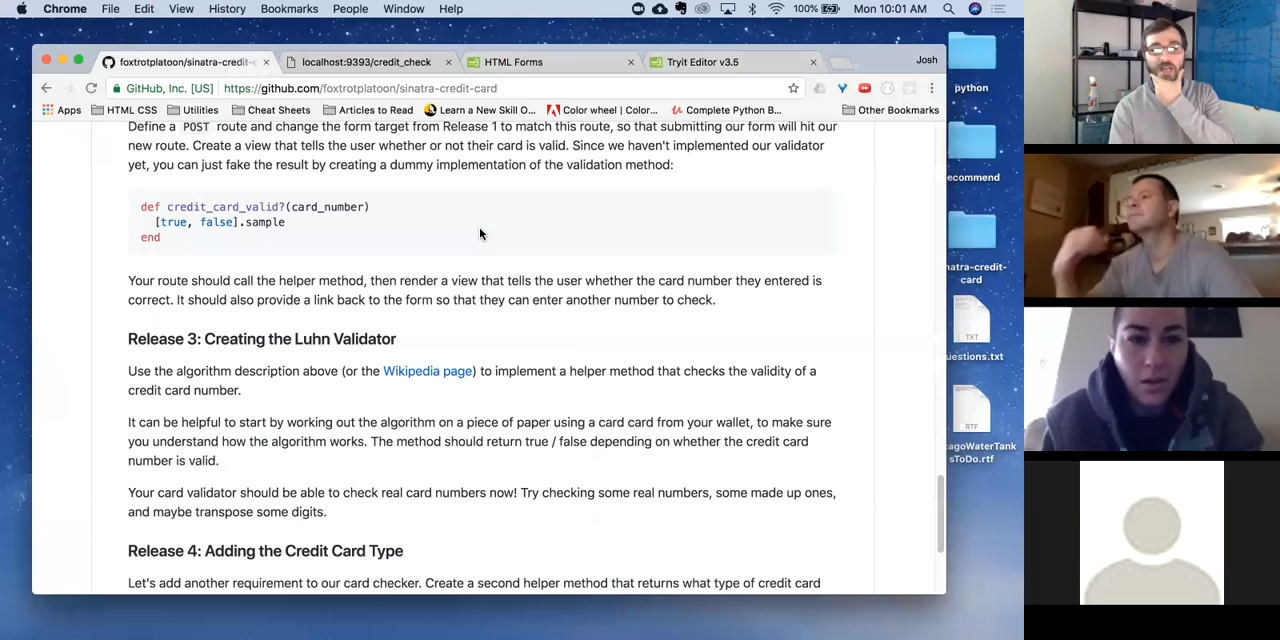 Chrome File Edit View History Bookmarks People Window Help 100% Mon 10:01 AM
foxtrotplatoon/sinatra-credit- localhost:9393/credit_check HTML Forms Tryit Editor v3.5 Josh
GitHub, Inc. [US] https://github.com/foxtrotplatoon/sinatra-credit-card
Apps HTML CSS Utilities Cheat Sheets Articles to Read Learn a New Skill O... Color wheel | Color... Complete Python B... Other Bookmarks
Define a POST route and change the form target from Release 1 to match this route, so that submitting our form will hit our
new route. Create a view that tells the user whether or not their card is valid. Since we haven't implemented our validator
yet, you can just fake the result by creating a dummy implementation of the validation method:
def credit_card_valid?(card_number)
[true, false].sample
end
Your route should call the helper method, then render a view that tells the user whether the card number they entered is
correct. It should also provide a link back to the form so that they can enter another number to check.
Release 3: Creating the Luhn Validator
Use the algorithm description above (or the Wikipedia page) to implement a helper method that checks the validity of a
credit card number.
It can be helpful to start by working out the algorithm on a piece of paper using a card card from your wallet, to make sure
you understand how the algorithm works. The method should return true / false depending on whether the credit card
number is valid.
Your card validator should be able to check real card numbers now! Try checking some real numbers, some made up ones,
and maybe transpose some digits.
Release 4: Adding the Credit Card Type
Let's add another requirement to our card checker. Create a second helper method that returns what type of credit card
python
ecommend
natra-credit-
card
TXT
estions.txt
RTF
agoWaterTank
sToDo.rtf